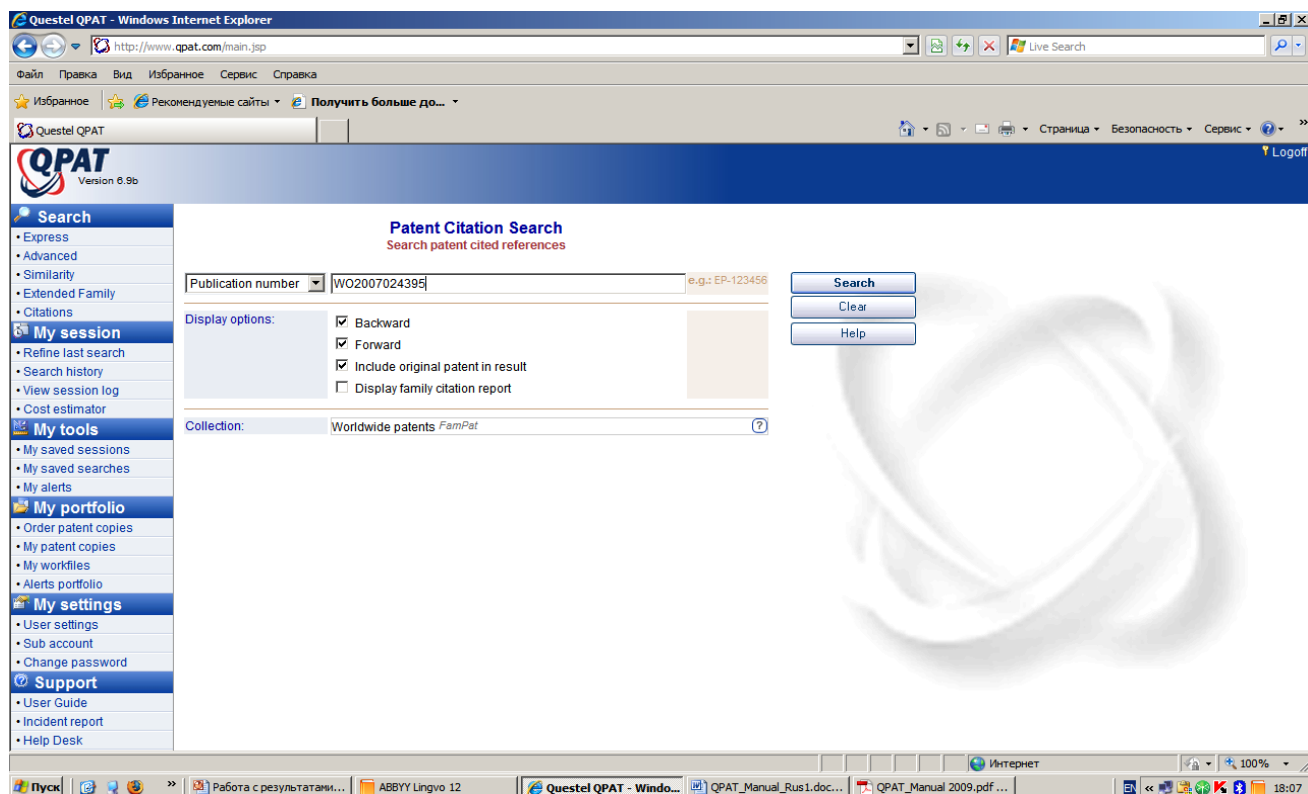 Questel QPAT - Windows Internet Explorer
http://www.qpat.com/main.jsp
Live Search
Файл Правка Вид Избранное Сервис Справка
Избранное Рекомендуемые сайты Получить больше до...
Questel QPAT
Страница Безопасность Сервис »
QPAT
Version 6.9b
Logoff
Search
• Express
• Advanced
• Similarity
• Extended Family
• Citations
My session
• Refine last search
• Search history
• View session log
• Cost estimator
My tools
• My saved sessions
• My saved searches
• My alerts
My portfolio
• Order patent copies
• My patent copies
• My workfiles
• Alerts portfolio
My settings
• User settings
• Sub account
• Change password
Support
• User Guide
• Incident report
• Help Desk
Patent Citation Search
Search patent cited references
Publication number WO2007024395 e.g.: EP-123456
Display options:
Backward
Forward
Include original patent in result
Display family citation report
Collection: Worldwide patents FamPat ?
Search
Clear
Help
Интернет 100%
Пуск » Работа с результатами... ABBYY Lingvo 12 Questel QPAT - Windo... QPAT_Manual_Rus1.doc... QPAT_Manual 2009.pdf ... EN « 18:07